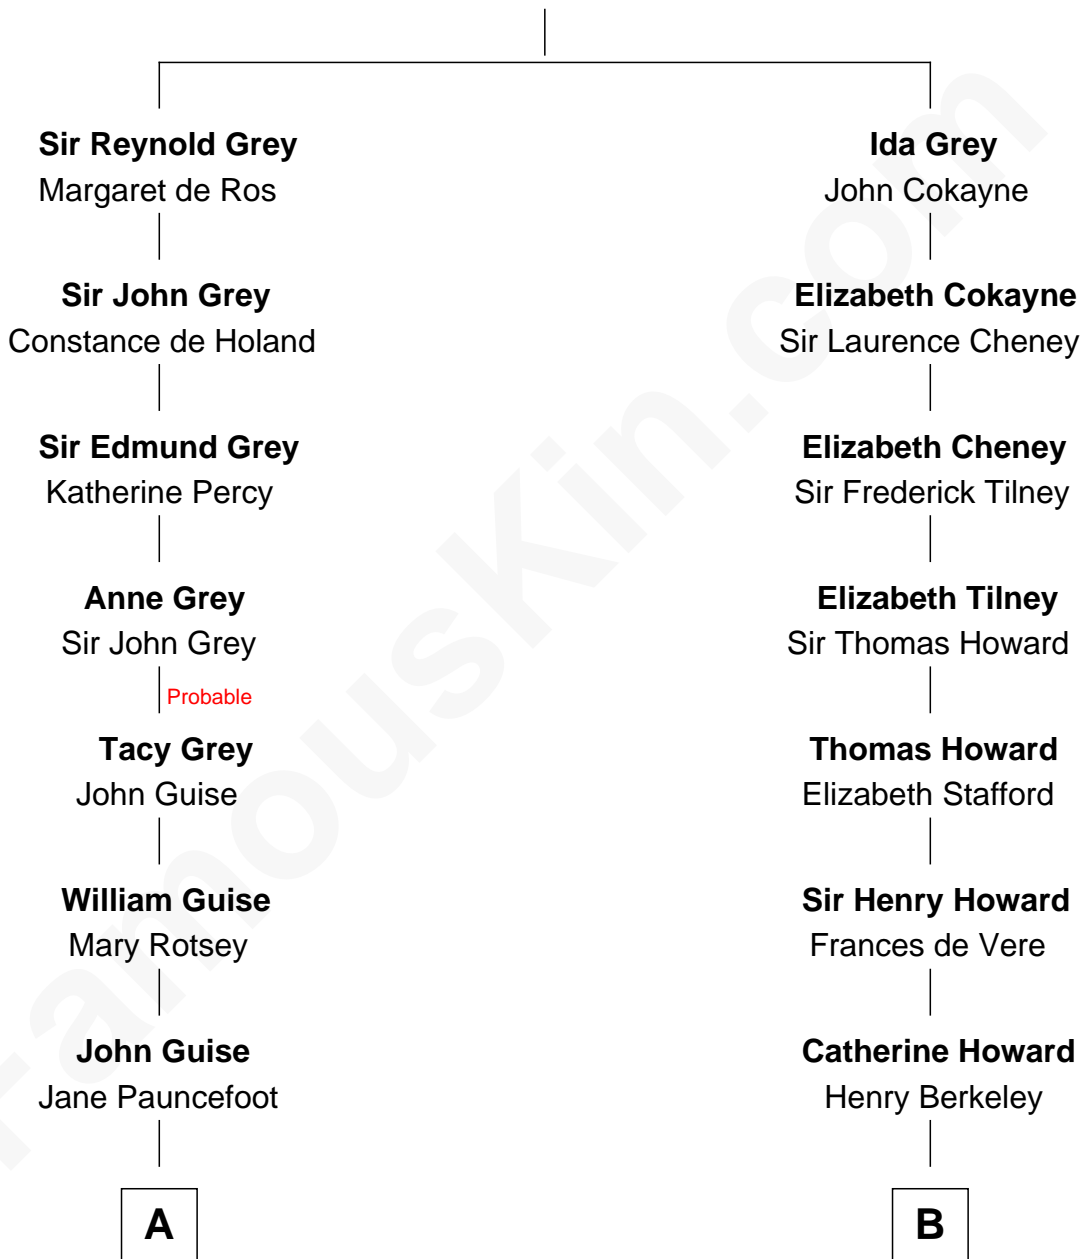 Sir Reynold Grey
Margaret de Ros
Sir John Grey
Constance de Holand
Sir Edmund Grey
Katherine Percy
Anne Grey
Sir John Grey
Probable
Tacy Grey
John Guise
William Guise
Mary Rotsey
John Guise
Jane Pauncefoot
A
Ida Grey
John Cokayne
Elizabeth Cokayne
Sir Laurence Cheney
Elizabeth Cheney
Sir Frederick Tilney
Elizabeth Tilney
Sir Thomas Howard
Thomas Howard
Elizabeth Stafford
Sir Henry Howard
Frances de Vere
Catherine Howard
Henry Berkeley
B
FamousKin.com